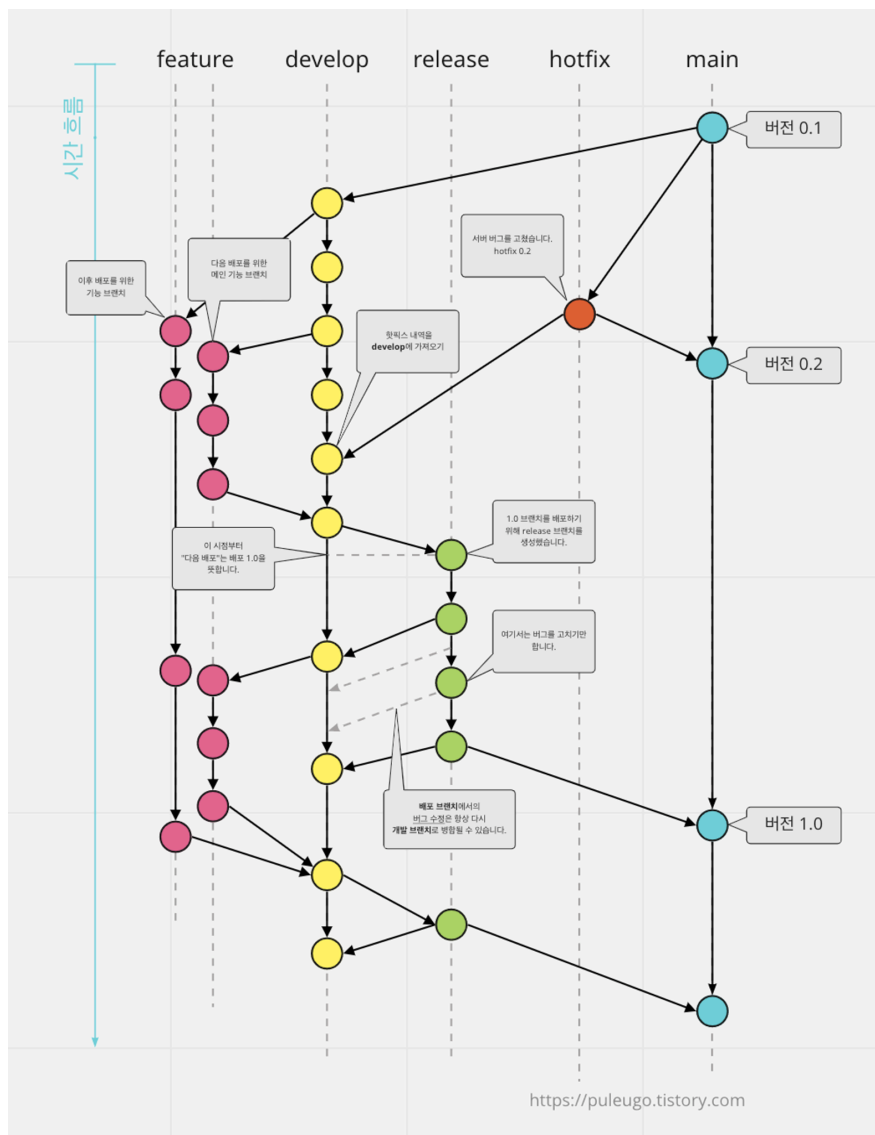 feature develop release hotfix main
시간 흐름
버전 0.1
서버 버그를 고쳤습니다.
hotfix 0.2
다음 배포를 위한
메인 기능 브랜치
이후 배포를 위한
기능 브랜치
핫픽스 내역을
develop에 가져오기
버전 0.2
1.0 브랜치를 배포하기
위해 release 브랜치를
생성했습니다.
이 시점부터
"다음 배포"는 배포 1.0을
뜻합니다.
여기서는 버그를 고치기만
합니다.
배포 브랜치에서의
버그 수정은 항상 다시
개발 브랜치로 병합될 수 있습니다.
버전 1.0
https://puleugo.tistory.com